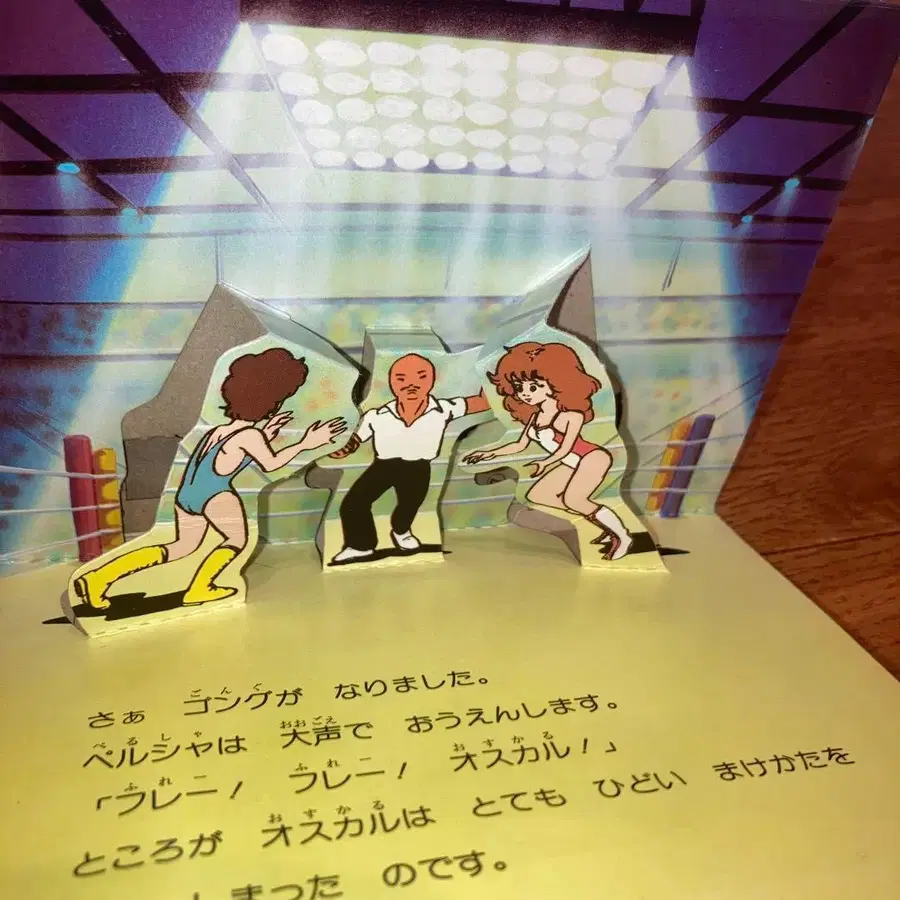 さぁ ゴングが なりました。
ペルシャは 大声で おうえんします。
「フレー! フレー! オスカル!」
ところが オスカルは とても ひどい まけかたを
しまった のです。